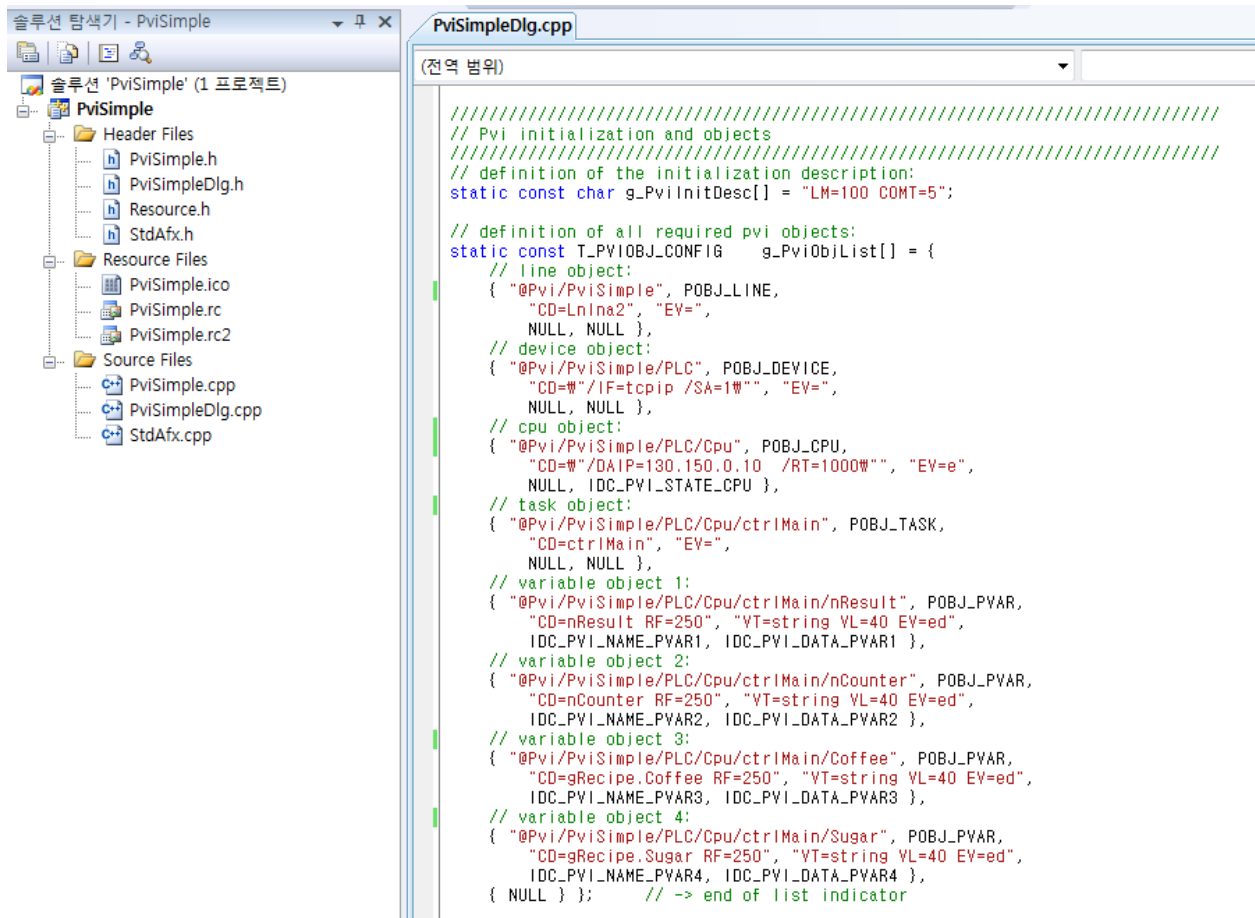 솔루션 탐색기 - PviSimple
솔루션 'PviSimple' (1 프로젝트)
PviSimple
Header Files
PviSimple.h
PviSimpleDlg.h
Resource.h
StdAfx.h
Resource Files
PviSimple.ico
PviSimple.rc
PviSimple.rc2
Source Files
PviSimple.cpp
PviSimpleDlg.cpp
StdAfx.cpp
PviSimpleDlg.cpp
(전역 범위)
/////////////////////////////////////////////////////////////////////////////
// Pvi initialization and objects
/////////////////////////////////////////////////////////////////////////////
// definition of the initialization description:
static const char g_PviInitDesc[] = "LM=100 COMT=5";
// definition of all required pvi objects:
static const T_PVIOBJ_CONFIG    g_PviObjList[] = {
// line object:
{ "@Pvi/PviSimple", POBJ_LINE,
"CD=LnIna2", "EV=",
NULL, NULL },
// device object:
{ "@Pvi/PviSimple/PLC", POBJ_DEVICE,
"CD=₩"/IF=tcpip /SA=1₩"", "EV=",
NULL, NULL },
// cpu object:
{ "@Pvi/PviSimple/PLC/Cpu", POBJ_CPU,
"CD=₩"/DAIP=130.150.0.10  /RT=1000₩"", "EV=e",
NULL, IDC_PVI_STATE_CPU },
// task object:
{ "@Pvi/PviSimple/PLC/Cpu/ctrlMain", POBJ_TASK,
"CD=ctrlMain", "EV=",
NULL, NULL },
// variable object 1:
{ "@Pvi/PviSimple/PLC/Cpu/ctrlMain/nResult", POBJ_PVAR,
"CD=nResult RF=250", "VT=string VL=40 EV=ed",
IDC_PVI_NAME_PVAR1, IDC_PVI_DATA_PVAR1 },
// variable object 2:
{ "@Pvi/PviSimple/PLC/Cpu/ctrlMain/nCounter", POBJ_PVAR,
"CD=nCounter RF=250", "VT=string VL=40 EV=ed",
IDC_PVI_NAME_PVAR2, IDC_PVI_DATA_PVAR2 },
// variable object 3:
{ "@Pvi/PviSimple/PLC/Cpu/ctrlMain/Coffee", POBJ_PVAR,
"CD=gRecipe.Coffee RF=250", "VT=string VL=40 EV=ed",
IDC_PVI_NAME_PVAR3, IDC_PVI_DATA_PVAR3 },
// variable object 4:
{ "@Pvi/PviSimple/PLC/Cpu/ctrlMain/Sugar", POBJ_PVAR,
"CD=gRecipe.Sugar RF=250", "VT=string VL=40 EV=ed",
IDC_PVI_NAME_PVAR4, IDC_PVI_DATA_PVAR4 },
{ NULL } };     // -> end of list indicator